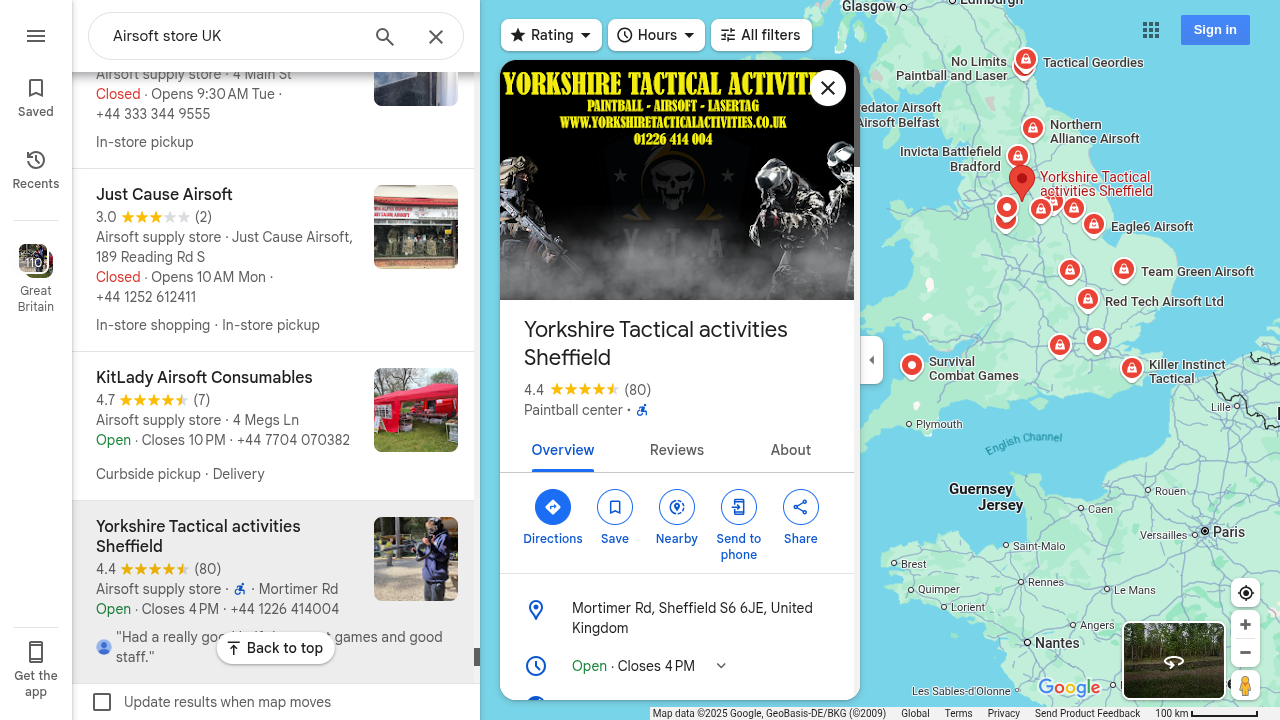 Airsoft store UK
Saved
Recents
110
Great
Britain
Get the
app
Airsoft supply store · 4 Main St
Closed · Opens 9:30 AM Tue ·
+44 333 344 9555
In-store pickup
Just Cause Airsoft
3.0 (2)
Airsoft supply store · Just Cause Airsoft,
189 Reading Rd S
Closed · Opens 10 AM Mon ·
+44 1252 612411
In-store shopping · In-store pickup
KitLady Airsoft Consumables
4.7 (7)
Airsoft supply store · 4 Megs Ln
Open · Closes 10 PM · +44 7704 070382
Curbside pickup · Delivery
Yorkshire Tactical activities
Sheffield
4.4 (80)
Airsoft supply store · · Mortimer Rd
Open · Closes 4 PM · +44 1226 414004
"Had a really games and good
staff."
Back to top
Update results when map moves
Rating
Hours
All filters
Sign in
YORKSHIRE TACTICAL ACTIVITIE
PAINTBALL - AIRSOFT - LASERTAG
WWW.YORKSHIRETACTICALACTIVITIES.CO.UK
01226 414 004
Yorkshire Tactical activities
Sheffield
4.4 (80)
Paintball center ·
Overview
Reviews
About
Directions
Save
Nearby
Send to
phone
Share
Mortimer Rd, Sheffield S6 6JE, United
Kingdom
Open · Closes 4 PM
Glasgow
Edinburgh
No Limits
Paintball and Laser
Tactical Geordies
redator Airsoft
Airsoft Belfast
Northern
Alliance Airsoft
Invicta Battlefield
Bradford
Yorkshire Tactical
activities Sheffield
Eagle6 Airsoft
Team Green Airsoft
Red Tech Airsoft Ltd
Survival
Combat Games
Killer Instinct
Tactical
Lille
Plymouth
English Channel
Guernsey
Jersey
Rouen
Caen
Paris
Versailles
Saint-Malo
Brest
Rennes
Le Mans
Quimper
Lorient
Angers
Nantes
Les Sables-d'Olonne
Google
Map data ©2025 Google, GeoBasis-DE/BKG (©2009)
Global
Terms
Privacy
Send Product Feedback
100 km